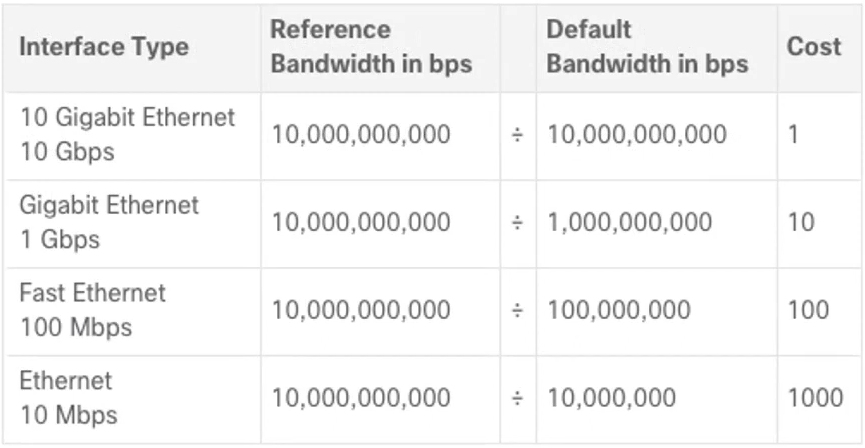 Interface Type
Reference
Bandwidth in bps
Default
Bandwidth in bps
Cost
10 Gigabit Ethernet
10 Gbps
10,000,000,000
÷
10,000,000,000
1
Gigabit Ethernet
1 Gbps
10,000,000,000
÷
1,000,000,000
10
Fast Ethernet
100 Mbps
10,000,000,000
÷
100,000,000
100
Ethernet
10 Mbps
10,000,000,000
÷
10,000,000
1000